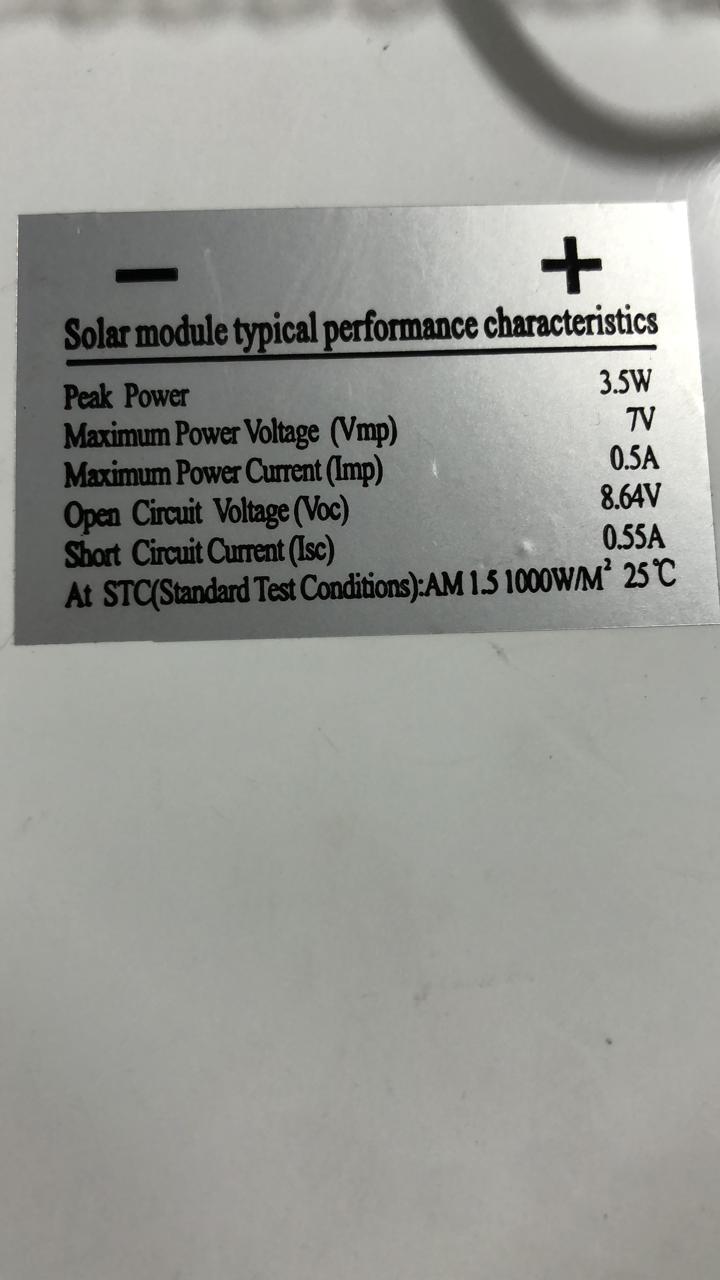 − +
Solar module typical performance characteristics
Peak Power 3.5W
Maximum Power Voltage (Vmp) 7V
Maximum Power Current (Imp) 0.5A
Open Circuit Voltage (Voc) 8.64V
Short Circuit Current (Isc) 0.55A
At STC(Standard Test Conditions):AM 1.5 1000W/M² 25℃